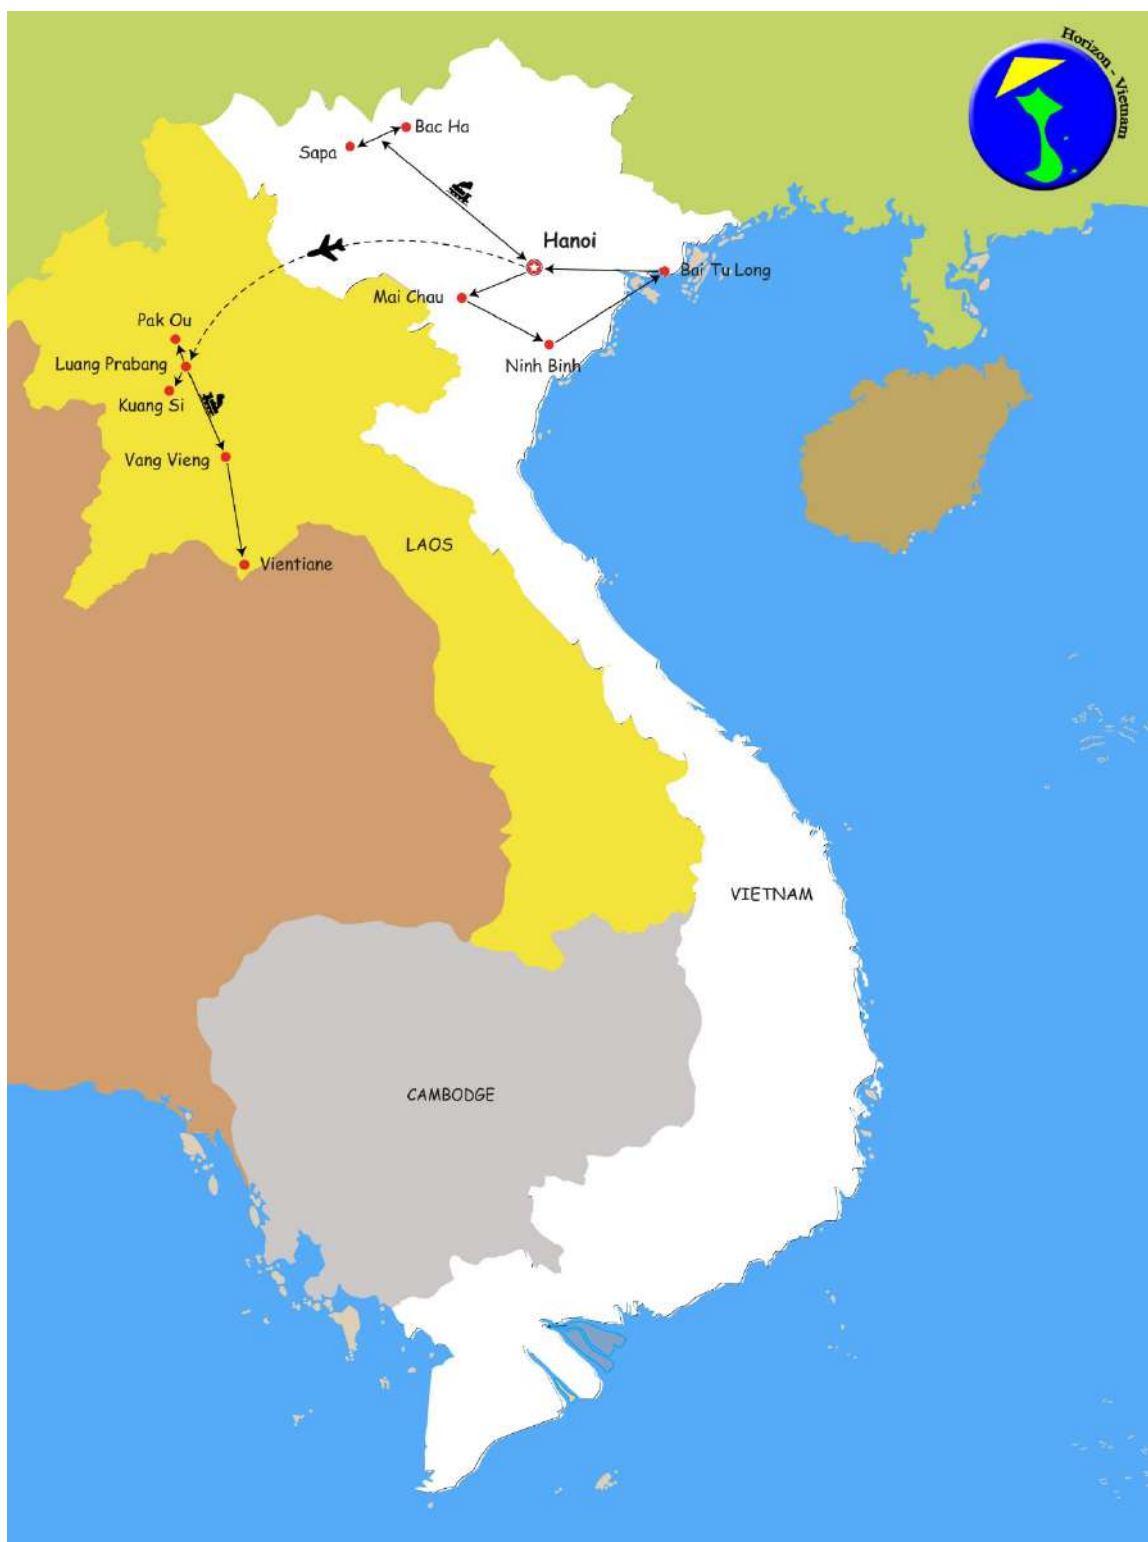 Horizon - Vietnam
Bac Ha
Sapa
Hanoi
Bai Tu Long
Mai Chau
Pak Ou
Luang Prabang
Ninh Binh
Kuang Si
Vang Vieng
LAOS
Vientiane
VIETNAM
CAMBODGE